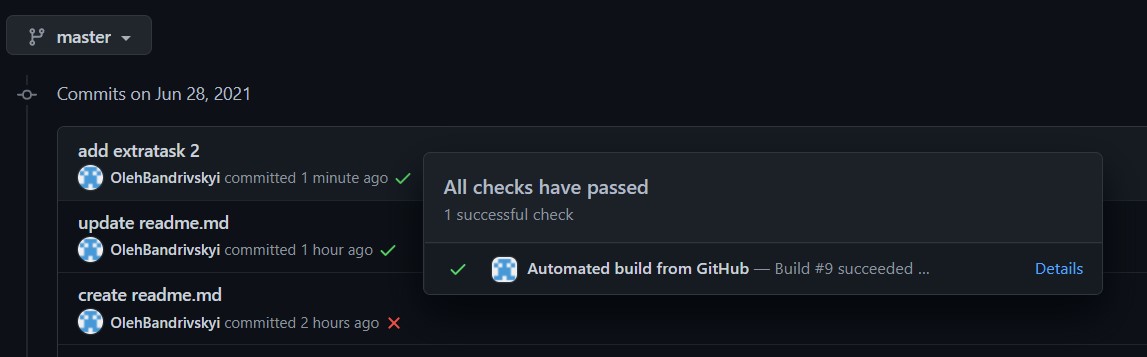 master
Commits on Jun 28, 2021
add extratask 2
OlehBandrivskyi committed 1 minute ago
All checks have passed
1 successful check
Automated build from GitHub — Build #9 succeeded ...
Details
update readme.md
OlehBandrivskyi committed 1 hour ago
create readme.md
OlehBandrivskyi committed 2 hours ago